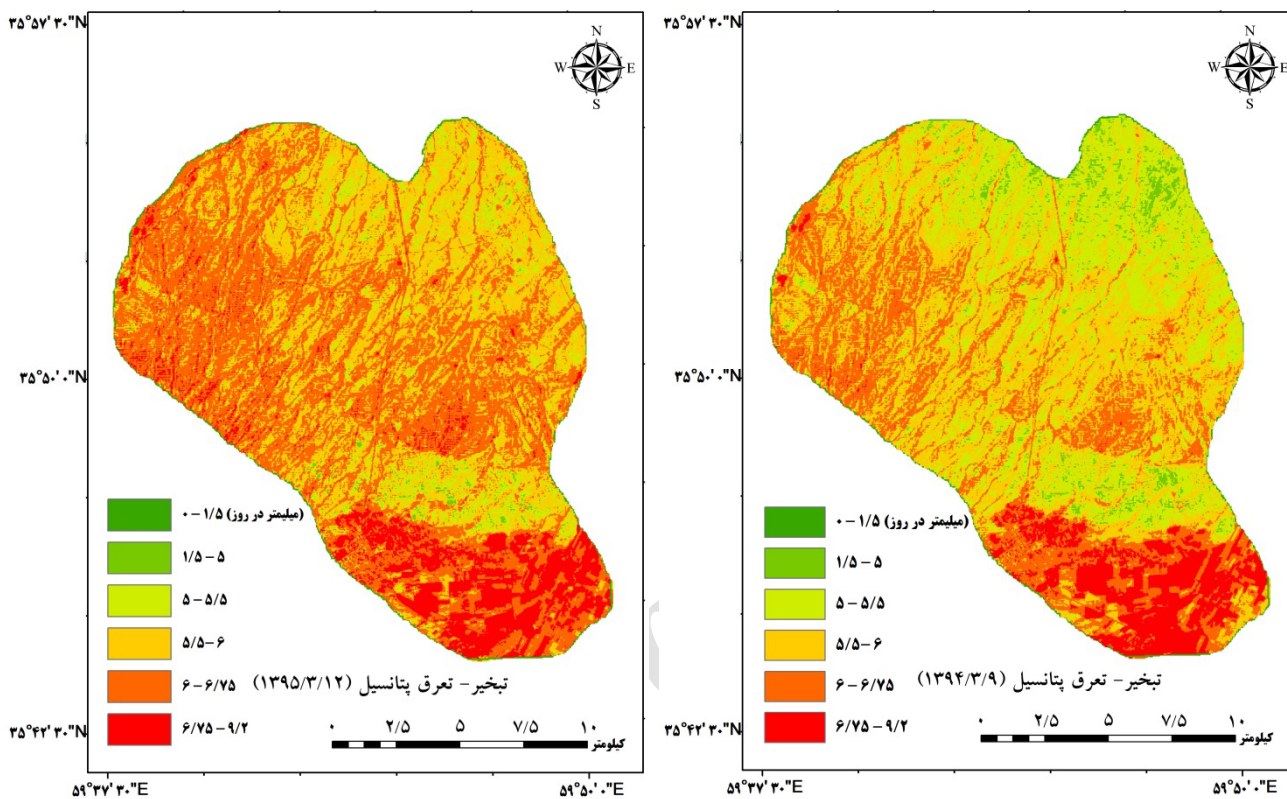 ۳۵°۵۷'۳۰"N
N
W
E
S
۳۵°۵۰'۰"N
۰-۱/۵ (میلیمتر در روز)
۱/۵-۵
۵-۵/۵
۵/۵-۶
۶-۶/۷۵
۶/۷۵-۹/۲
تبخیر- تعرق پتانسیل (۱۳۹۵/۳/۱۲)
۰ ۲/۵ ۵ ۷/۵ ۱۰
کیلومتر
۳۵°۴۲'۳۰"N
۵۹°۳۷'۳۰"E
۵۹°۵۰'۰"E
۳۵°۵۷'۳۰"N
N
W
E
S
۳۵°۵۰'۰"N
۰-۱/۵ (میلیمتر در روز)
۱/۵-۵
۵-۵/۵
۵/۵-۶
۶-۶/۷۵
۶/۷۵-۹/۲
تبخیر- تعرق پتانسیل (۱۳۹۴/۳/۹)
۰ ۲/۵ ۵ ۷/۵ ۱۰
کیلومتر
۳۵°۴۲'۳۰"N
۵۹°۳۷'۳۰"E
۵۹°۵۰'۰"E